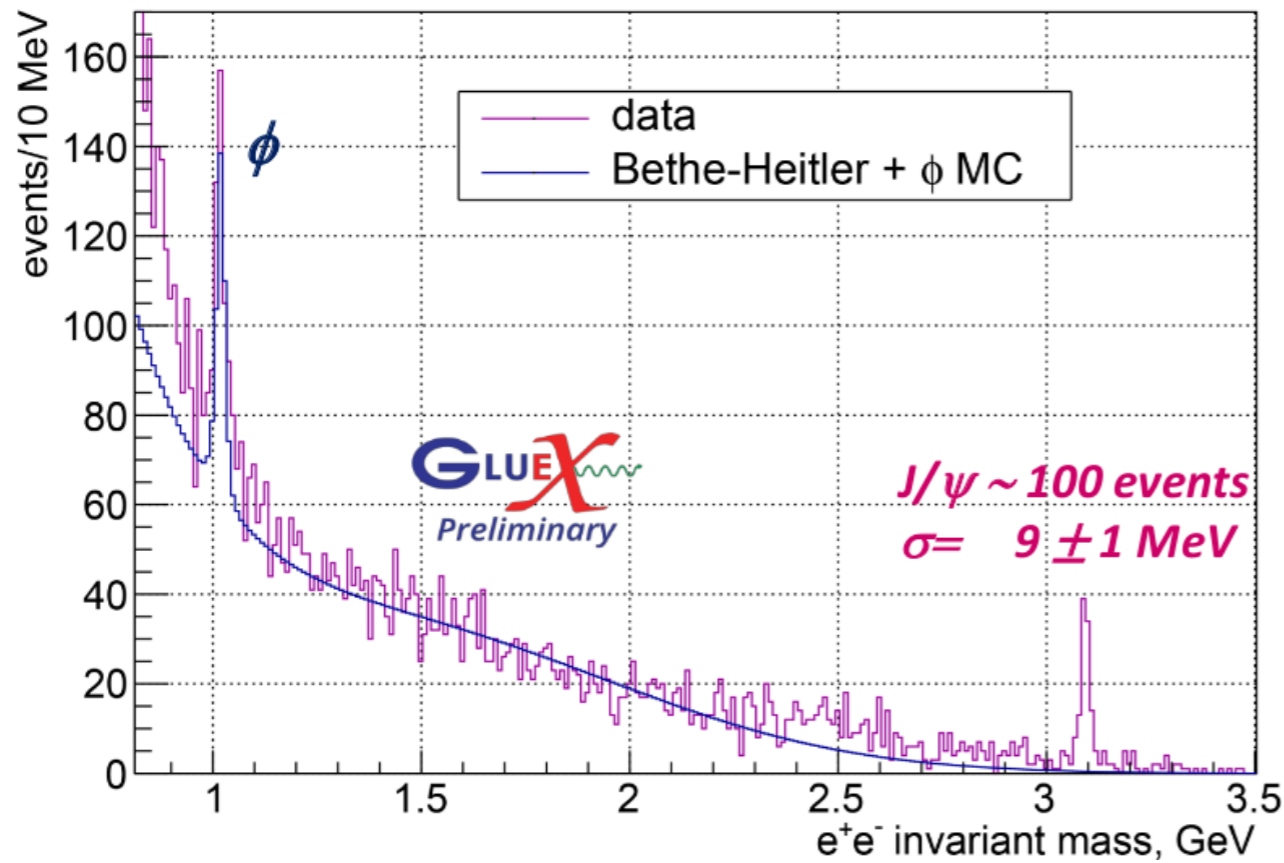 events/10 MeV
160
140
120
100
80
60
40
20
0
ϕ
data
Bethe-Heitler + ϕ MC
GLUEX
Preliminary
J/ψ ~ 100 events
σ= 9 ± 1 MeV
1 1.5 2 2.5 3 3.5
e⁺e⁻ invariant mass, GeV